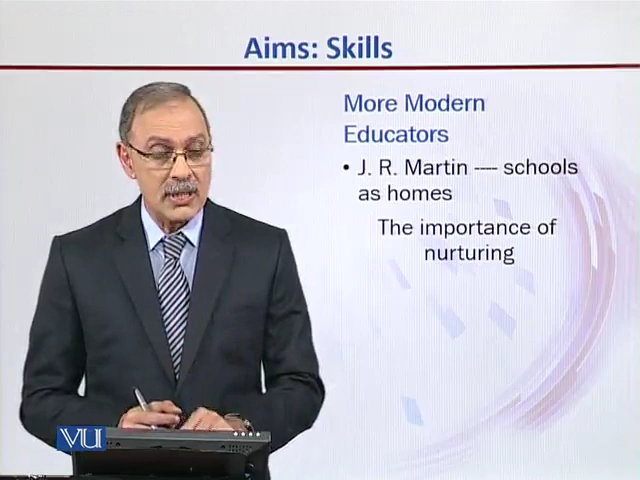 Aims: Skills
More Modern
Educators
• J. R. Martin ---- schools
as homes
The importance of
nurturing
VU